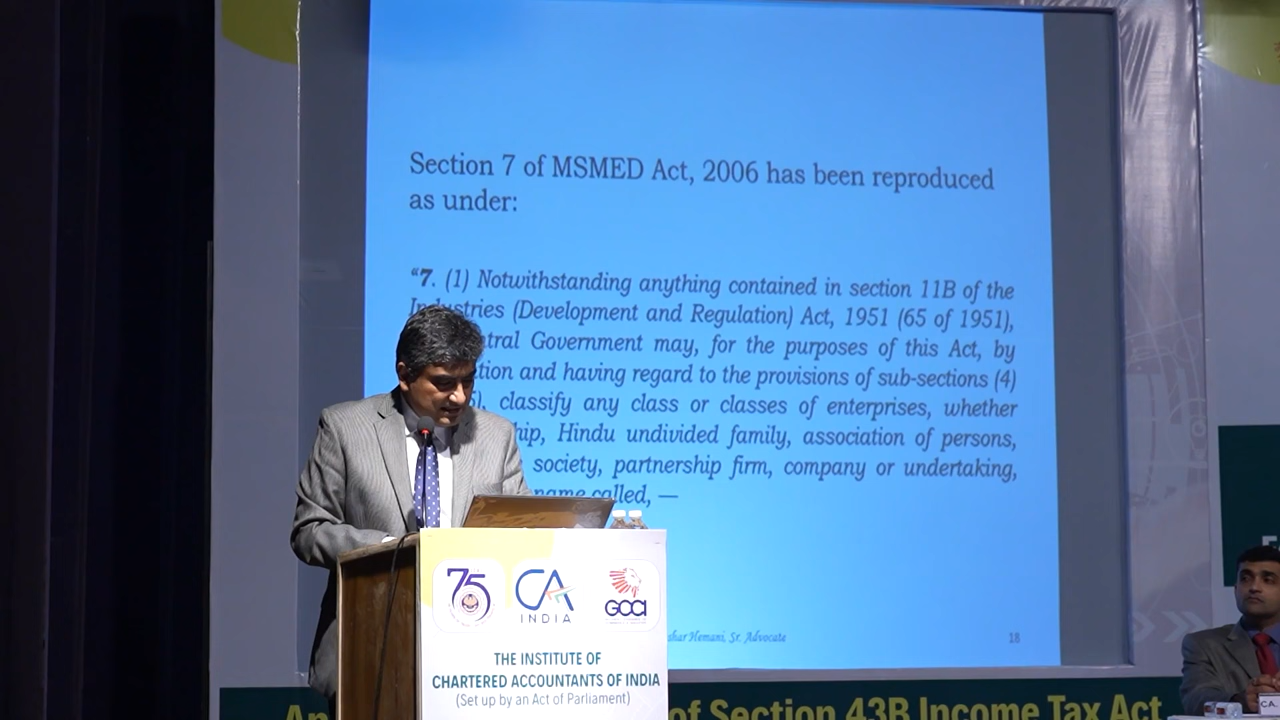 Section 7 of MSMED Act, 2006 has been reproduced
as under:
“7. (1) Notwithstanding anything contained in section 11B of the
Industries (Development and Regulation) Act, 1951 (65 of 1951),
Government may, for the purposes of this Act, by
and having regard to the provisions of sub-sections (4)
classify any class or classes of enterprises, whether
Hindu undivided family, association of persons,
society, partnership firm, company or undertaking,
name called, —
Hemani, Sr. Advocate
18
75
CA
INDIA
GCCI
THE INSTITUTE OF
CHARTERED ACCOUNTANTS OF INDIA
(Set up by an Act of Parliament)
of Section 43B Income Tax Act
CA